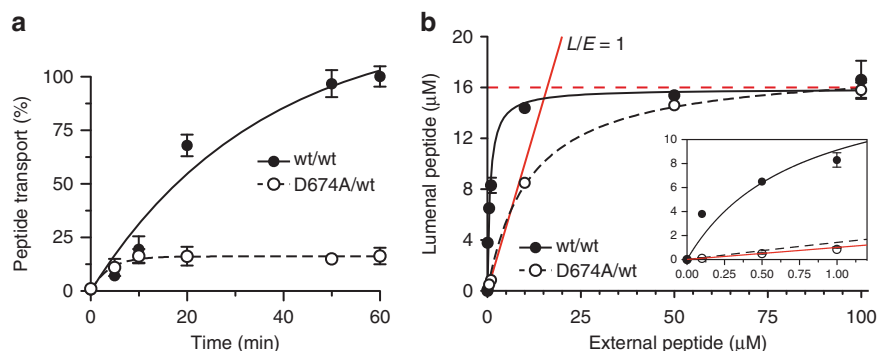 a
Peptide transport (%)
100
75
50
25
0
wt/wt
D674A/wt
0 20 40 60
Time (min)
b
L/E = 1
Lumenal peptide (μM)
20
16
12
8
4
0
wt/wt
D674A/wt
10
8
6
4
2
0
0.00 0.25 0.50 0.75 1.00
0 25 50 75 100
External peptide (μM)